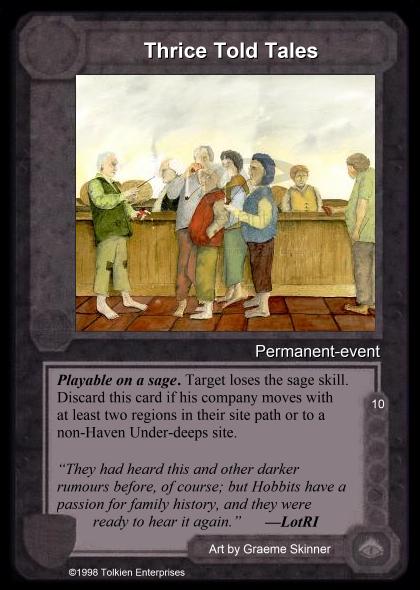 Thrice Told Tales
Permanent-event
Playable on a sage. Target loses the sage skill.
Discard this card if his company moves with
at least two regions in their site path or to a
non-Haven Under-deeps site.
10
“They had heard this and other darker
rumours before, of course; but Hobbits have a
passion for family history, and they were
ready to hear it again.” —LotRI
Art by Graeme Skinner
©1998 Tolkien Enterprises